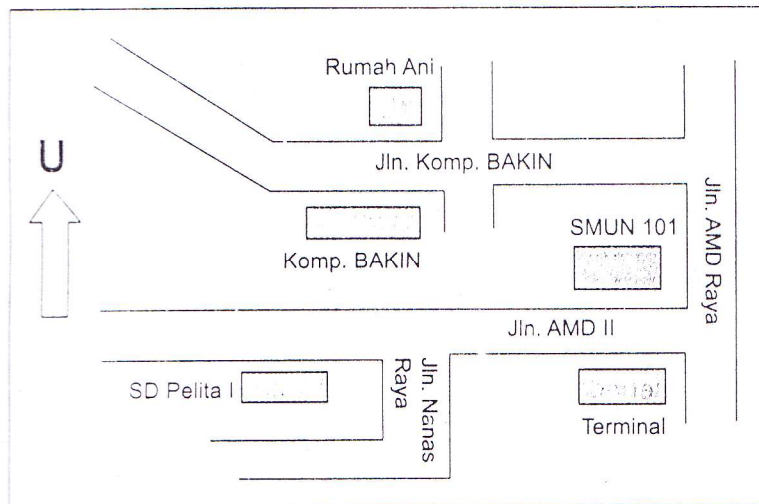 Rumah Ani
U
Jln. Komp. BAKIN
SMUN 101
Jln. AMD Raya
Komp. BAKIN
Jln. AMD II
SD Pelita I
Jln. Nanas
Raya
Terminal